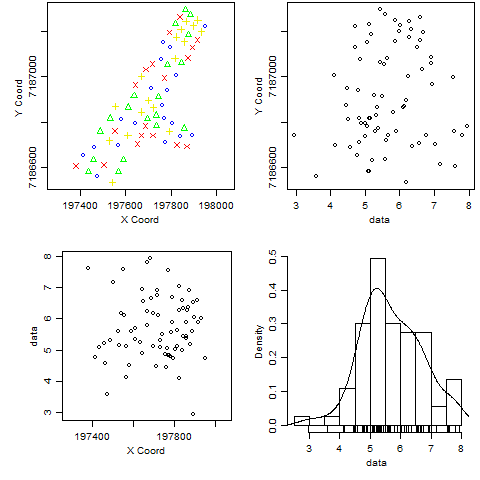 7187000
7186600
Y Coord
197400 197600 197800 198000
X Coord
7187000
7186600
Y Coord
3 4 5 6 7 8
data
8
7
6
5
4
3
data
197400 197800
X Coord
0.5
0.4
0.3
0.2
0.1
0.0
Density
3 4 5 6 7 8
data